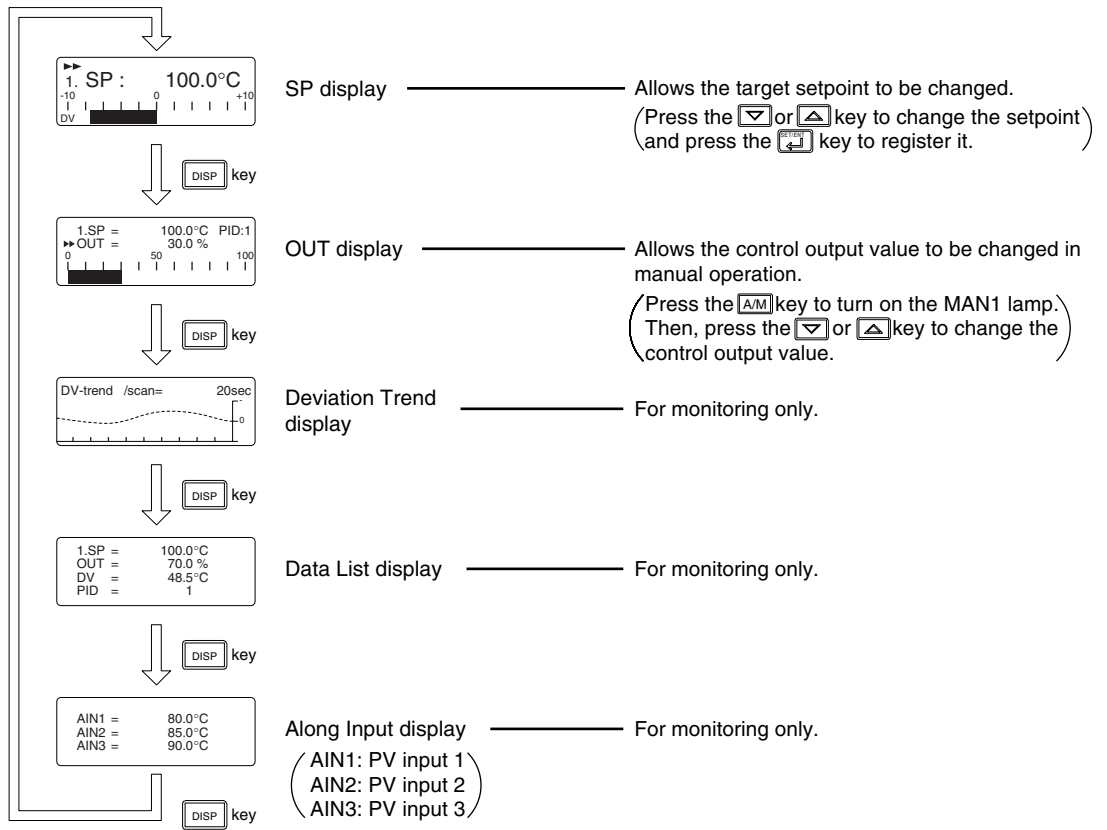 ▶▶
1. SP : 100.0°C
-10 0 +10
DV
SP display
Allows the target setpoint to be changed.
(Press the ▽ or △ key to change the setpoint
and press the SET/ENT key to register it.)
DISP key
1.SP = 100.0°C PID:1
▶▶OUT = 30.0 %
0 50 100
OUT display
Allows the control output value to be changed in
manual operation.
(Press the A/M key to turn on the MAN1 lamp.
Then, press the ▽ or △ key to change the
control output value.)
DISP key
DV-trend /scan= 20sec
-
0
Deviation Trend
display
For monitoring only.
DISP key
1.SP = 100.0°C
OUT = 70.0 %
DV = 48.5°C
PID = 1
Data List display
For monitoring only.
DISP key
AIN1 = 80.0°C
AIN2 = 85.0°C
AIN3 = 90.0°C
Along Input display
For monitoring only.
(AIN1: PV input 1
AIN2: PV input 2
AIN3: PV input 3)
DISP key